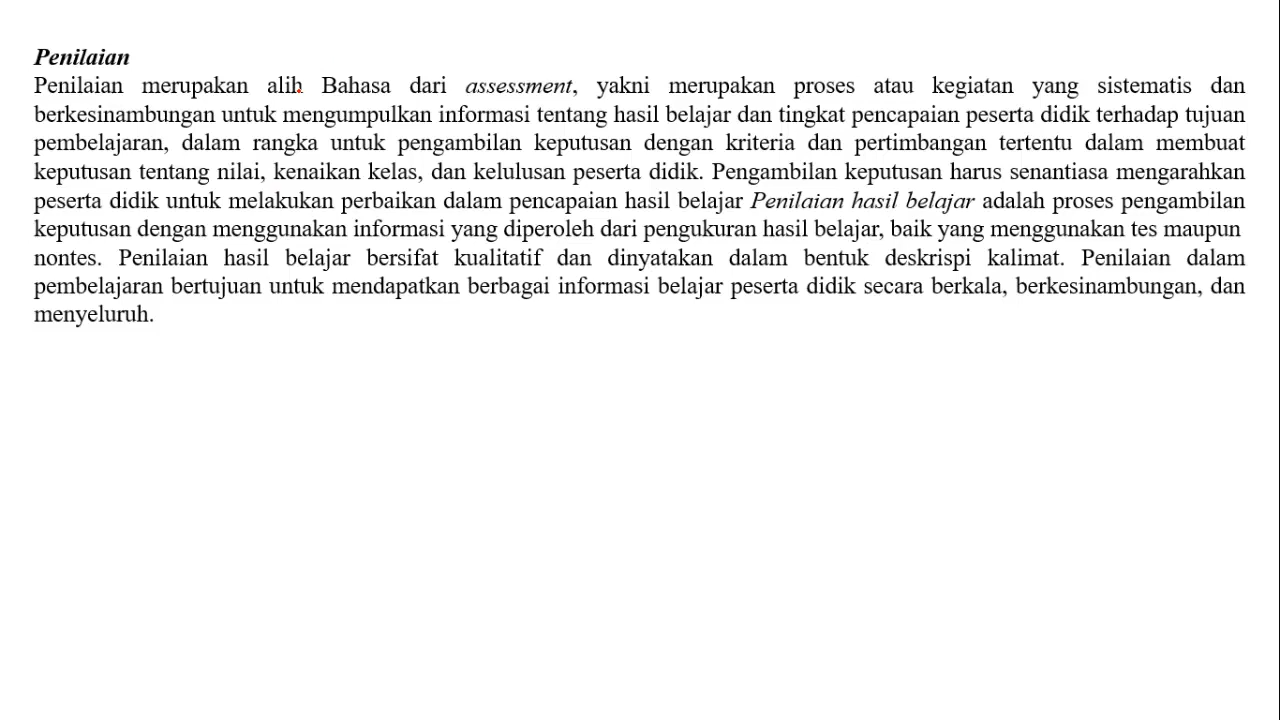 Penilaian
Penilaian merupakan alih Bahasa dari assessment, yakni merupakan proses atau kegiatan yang sistematis dan
berkesinambungan untuk mengumpulkan informasi tentang hasil belajar dan tingkat pencapaian peserta didik terhadap tujuan
pembelajaran, dalam rangka untuk pengambilan keputusan dengan kriteria dan pertimbangan tertentu dalam membuat
keputusan tentang nilai, kenaikan kelas, dan kelulusan peserta didik. Pengambilan keputusan harus senantiasa mengarahkan
peserta didik untuk melakukan perbaikan dalam pencapaian hasil belajar Penilaian hasil belajar adalah proses pengambilan
keputusan dengan menggunakan informasi yang diperoleh dari pengukuran hasil belajar, baik yang menggunakan tes maupun
nontes. Penilaian hasil belajar bersifat kualitatif dan dinyatakan dalam bentuk deskrispi kalimat. Penilaian dalam
pembelajaran bertujuan untuk mendapatkan berbagai informasi belajar peserta didik secara berkala, berkesinambungan, dan
menyeluruh.